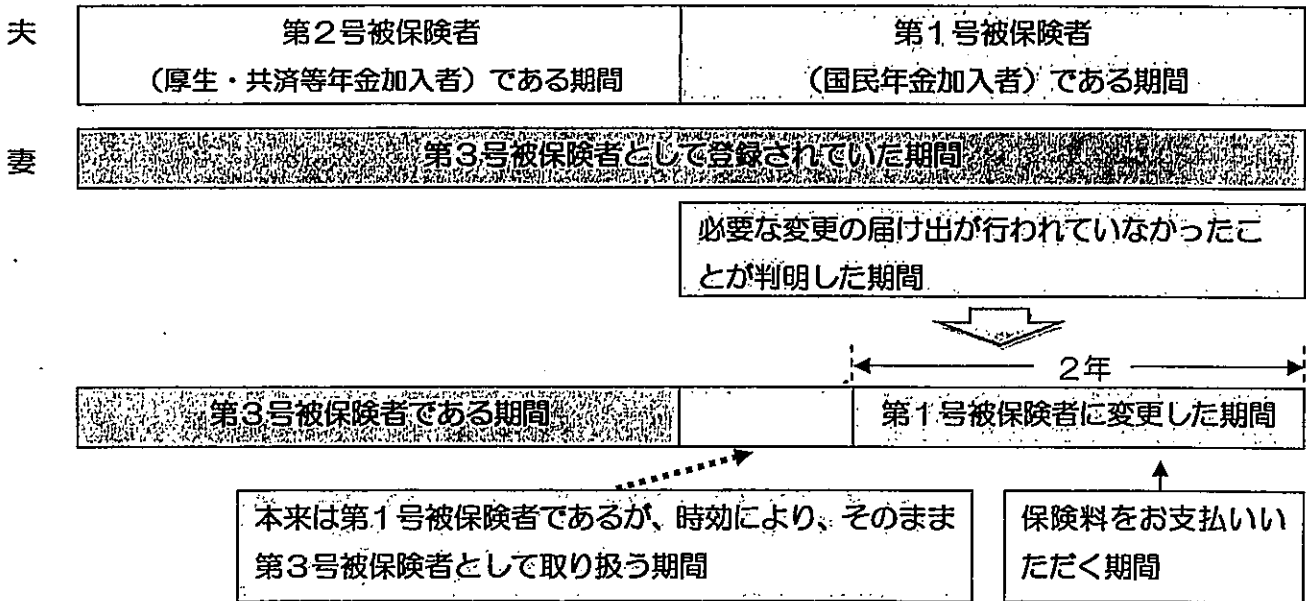 夫
第2号被保険者
(厚生・共済等年金加入者)である期間
第1号被保険者
(国民年金加入者)である期間
妻
第3号被保険者として登録されていた期間
必要な変更の届け出が行われていなかったこ
とが判明した期間
2年
第3号被保険者である期間
第1号被保険者に変更した期間
本来は第1号被保険者であるが、時効により、そのまま
第3号被保険者として取り扱う期間
保険料をお支払いい
ただく期間